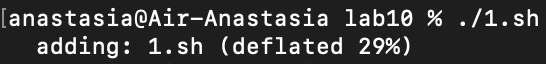 [anastasia@Air-Anastasia lab10 % ./1.sh
  adding: 1.sh (deflated 29%)